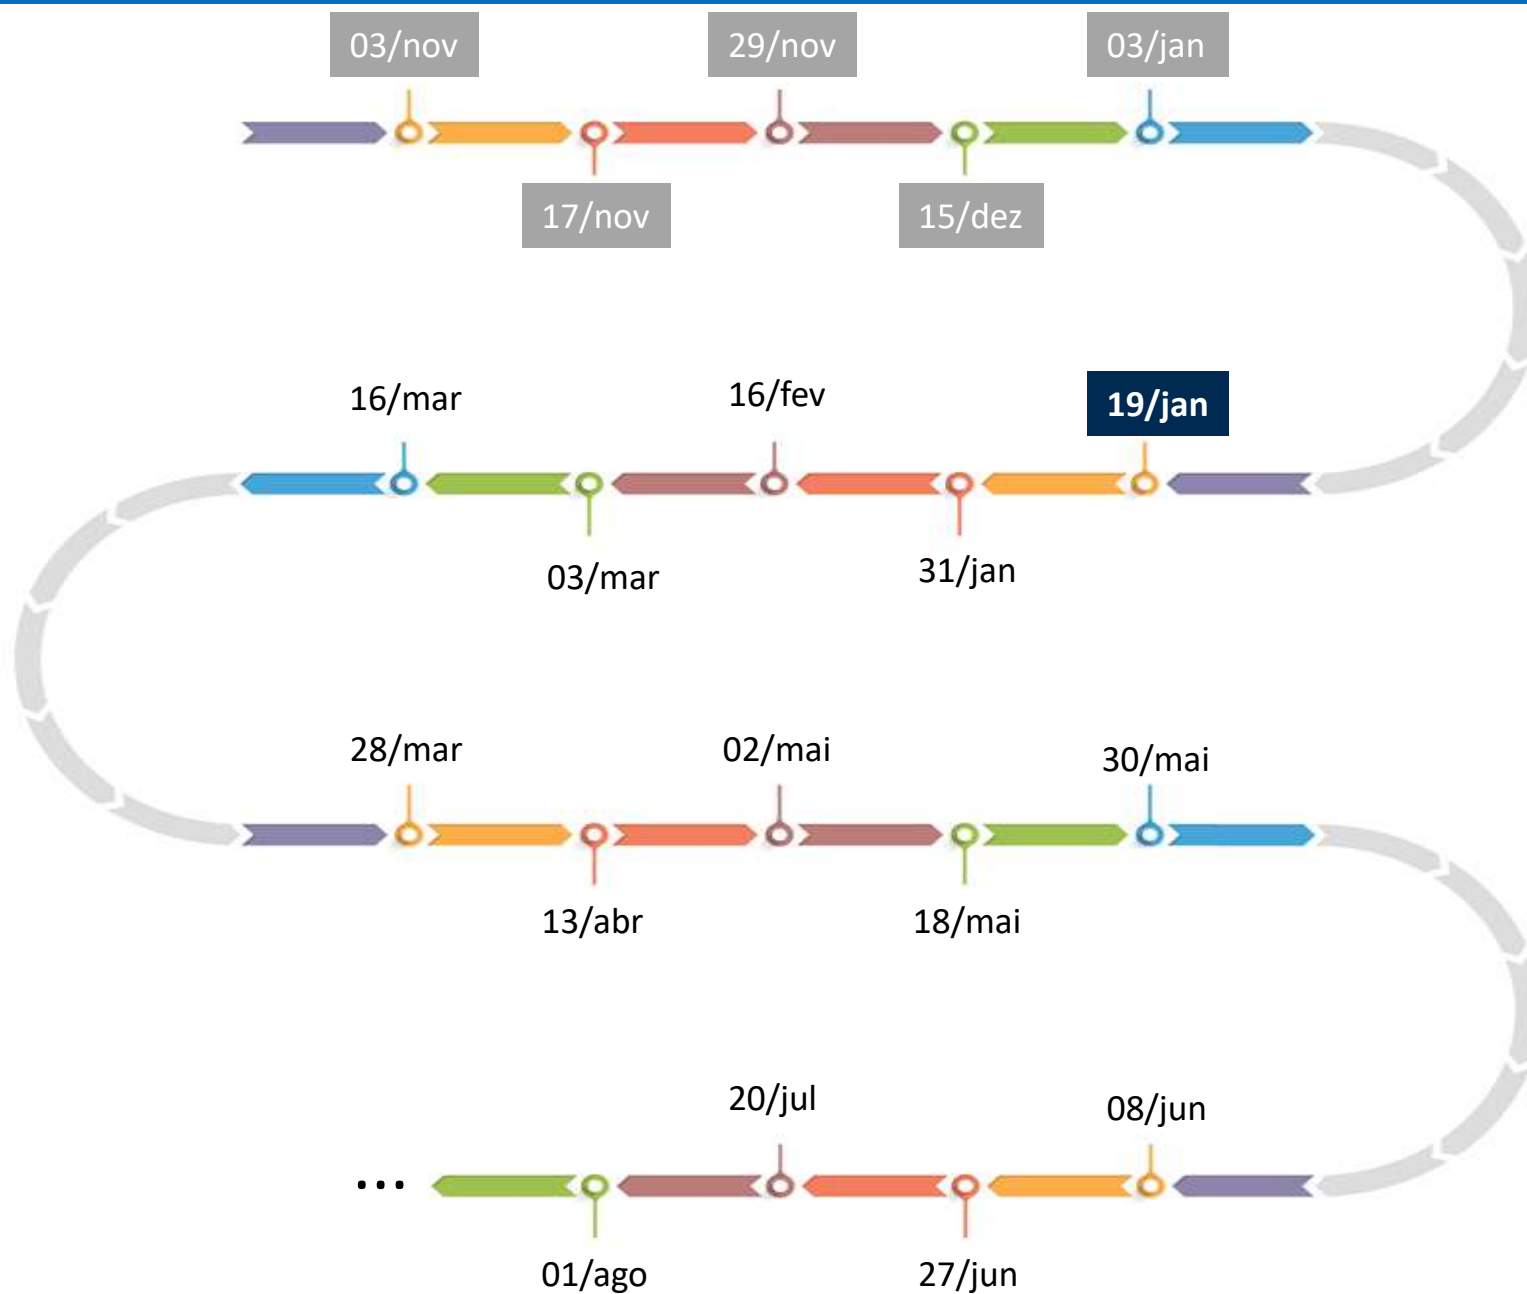 03/nov
17/nov
29/nov
15/dez
03/jan
19/jan
31/jan
16/fev
03/mar
16/mar
28/mar
13/abr
02/mai
18/mai
30/mai
08/jun
27/jun
20/jul
01/ago
...